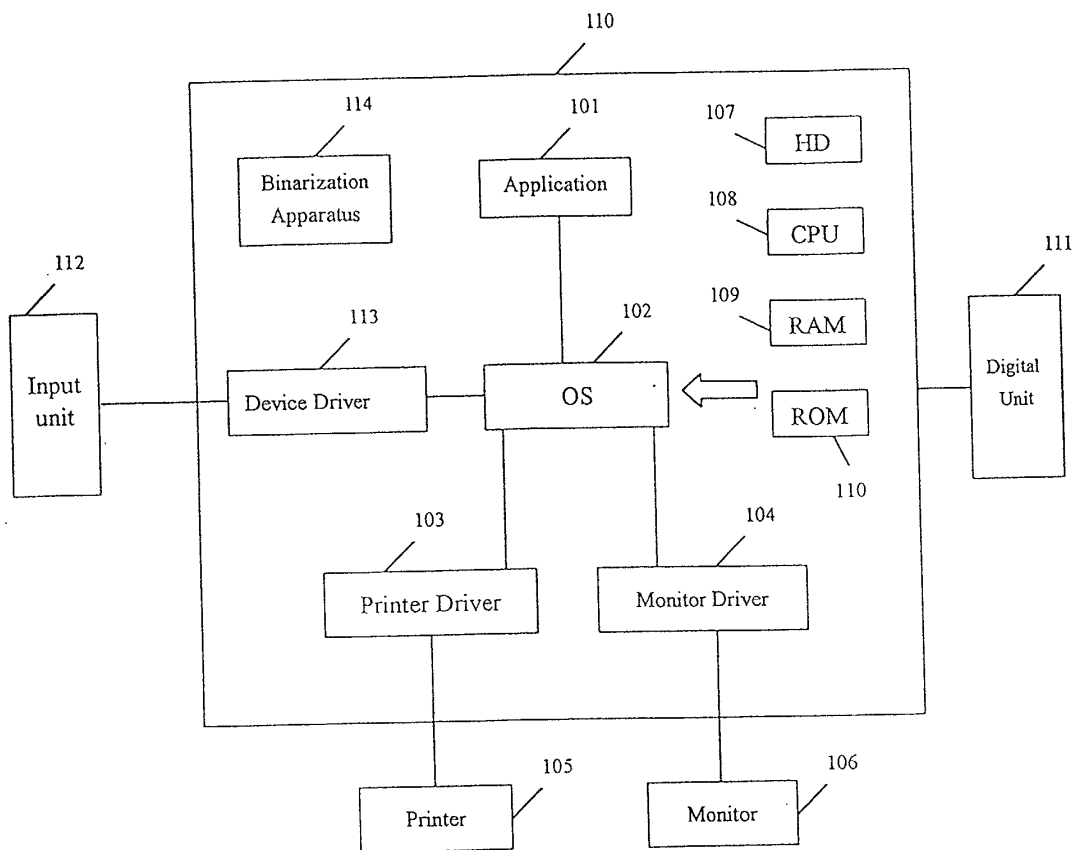 110
114
101
107
HD
Binarization
Apparatus
Application
108
CPU
112
111
109
RAM
113
102
Input
unit
Device Driver
OS
ROM
Digital
Unit
110
103
104
Printer Driver
Monitor Driver
105
106
Printer
Monitor